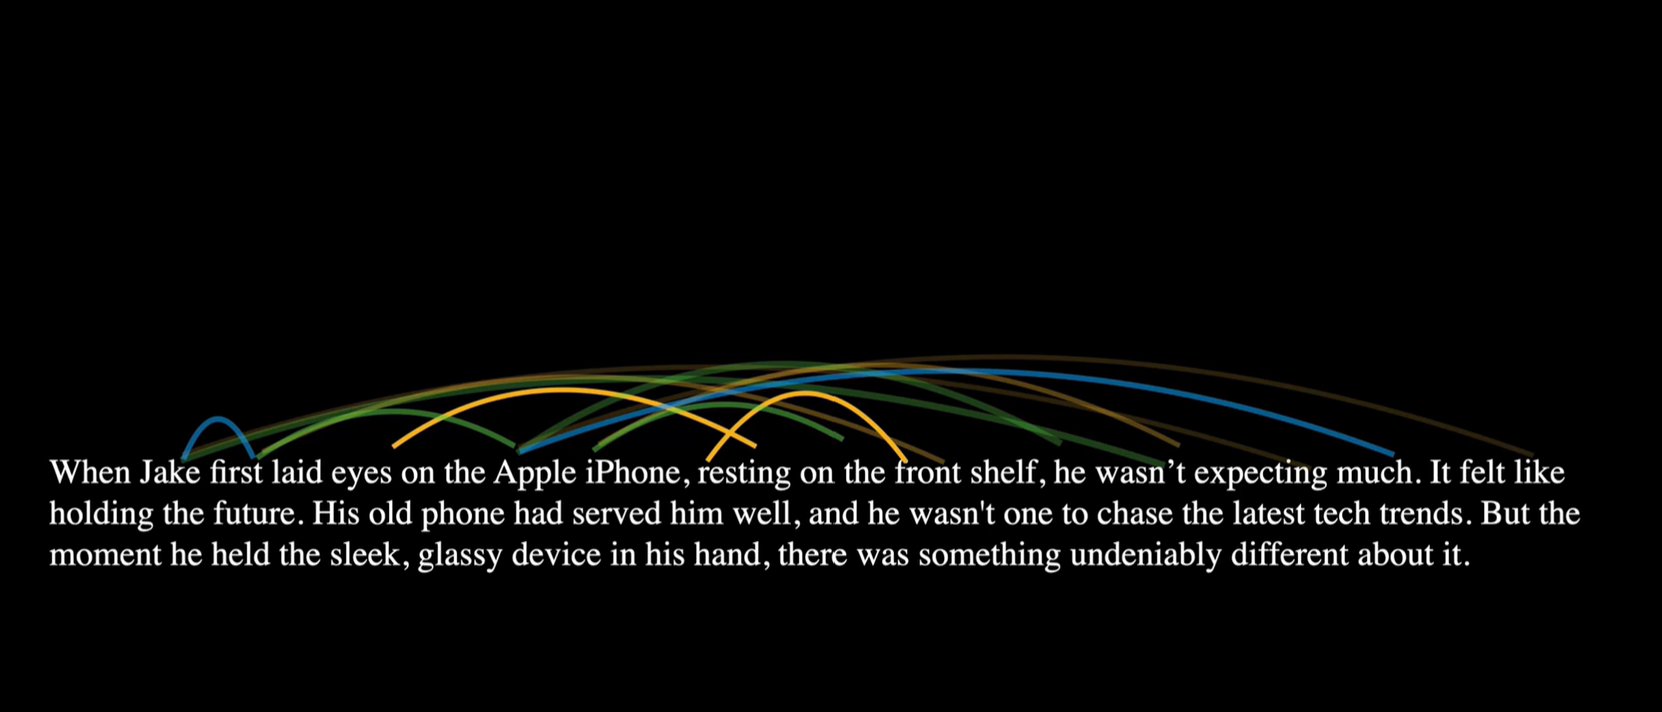 When Jake first laid eyes on the Apple iPhone, resting on the front shelf, he wasn’t expecting much. It felt like
holding the future. His old phone had served him well, and he wasn't one to chase the latest tech trends. But the
moment he held the sleek, glassy device in his hand, there was something undeniably different about it.